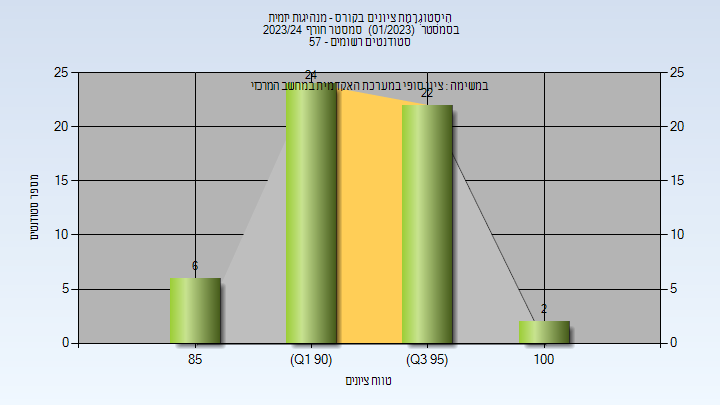 היסטוגרמת ציונים בקורס - מנהיגות יזמית
בסמסטר (01/2023) סמסטר חורף 2023/24
סטודנטים רשומים - 57
במשימה : ציון סופי במערכת האקדמית במחשב המרכזי
25
20
15
10
5
0
25
20
15
10
5
0
מספר סטודנטים
6
24
22
2
85
(Q1 90)
(Q3 95)
100
טווח ציונים